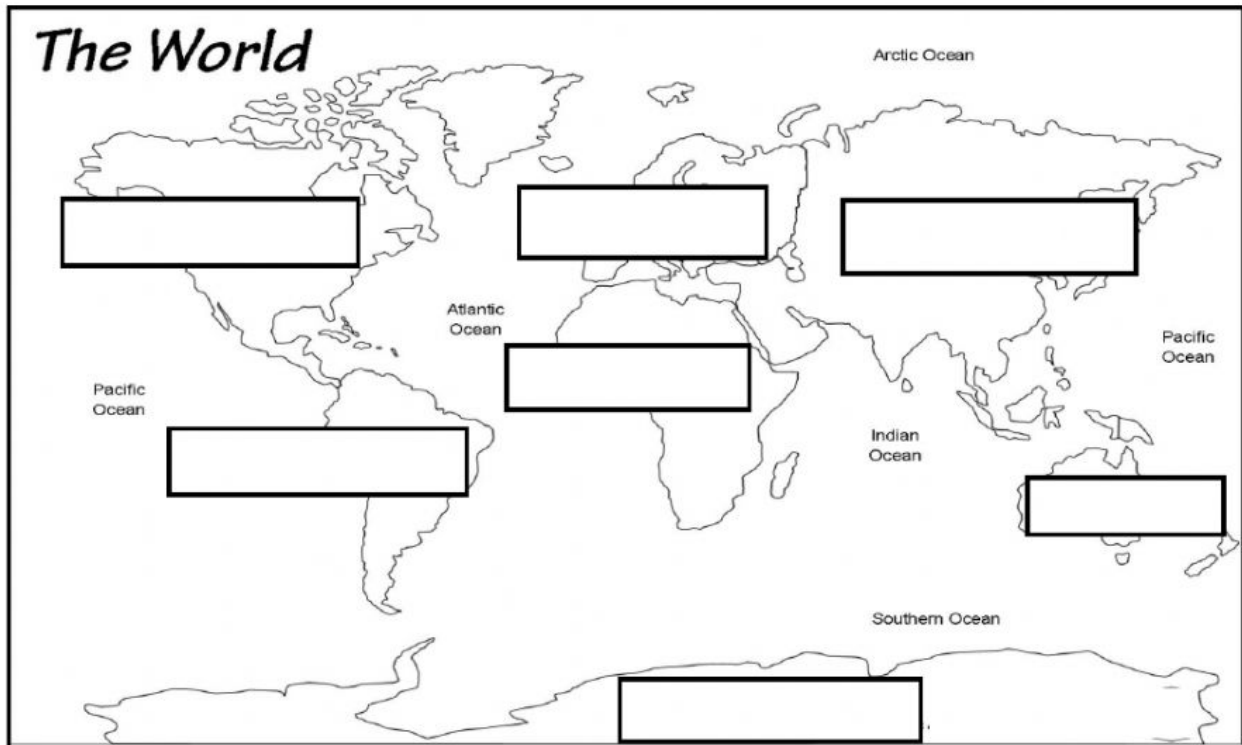 The World
Arctic Ocean
Atlantic
Ocean
Pacific
Ocean
Pacific
Ocean
Indian
Ocean
Southern Ocean